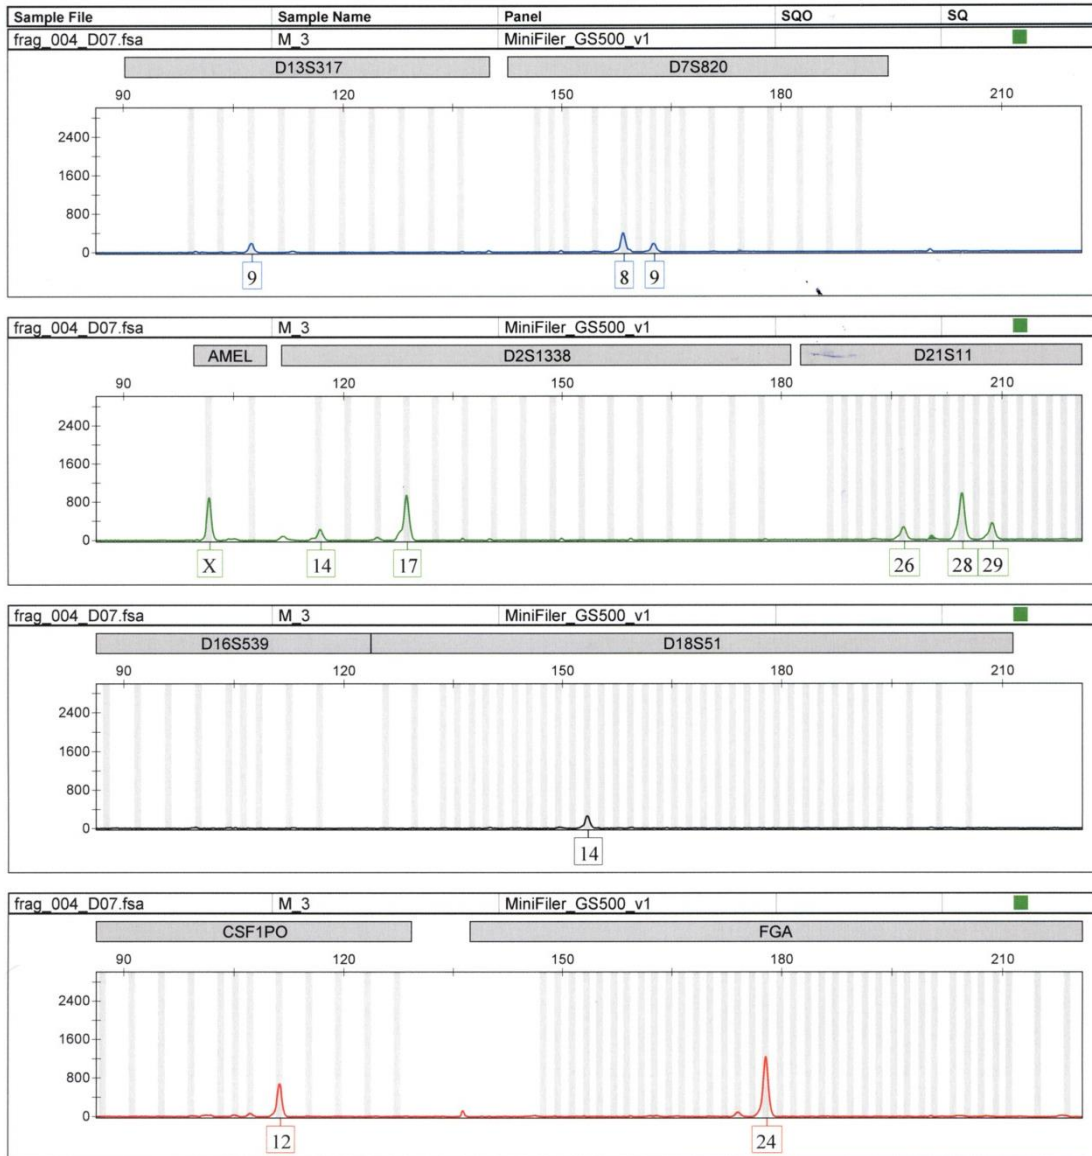 Sample File Sample Name Panel SQO SQ
frag_004_D07.fsa M_3 MiniFiler_GS500_v1
D13S317 D7S820
90 120 150 180 210
2400
1600
800
0
9 8 9
frag_004_D07.fsa M_3 MiniFiler_GS500_v1
AMEL D2S1338 D21S11
90 120 150 180 210
2400
1600
800
0
X 14 17 26 28 29
frag_004_D07.fsa M_3 MiniFiler_GS500_v1
D16S539 D18S51
90 120 150 180 210
2400
1600
800
0
14
frag_004_D07.fsa M_3 MiniFiler_GS500_v1
CSF1PO FGA
90 120 150 180 210
2400
1600
800
0
12 24